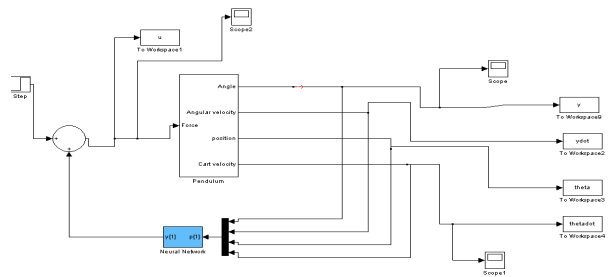 u
To Workspace1
Scope2
Step
Angle
Angular velocity
Force
position
Cart velocity
Pendulum
Scope
y
To Workspace9
ydot
To Workspace2
theta
To Workspace3
thetadot
To Workspace4
y{1} p{1}
Neural Network
Scope1